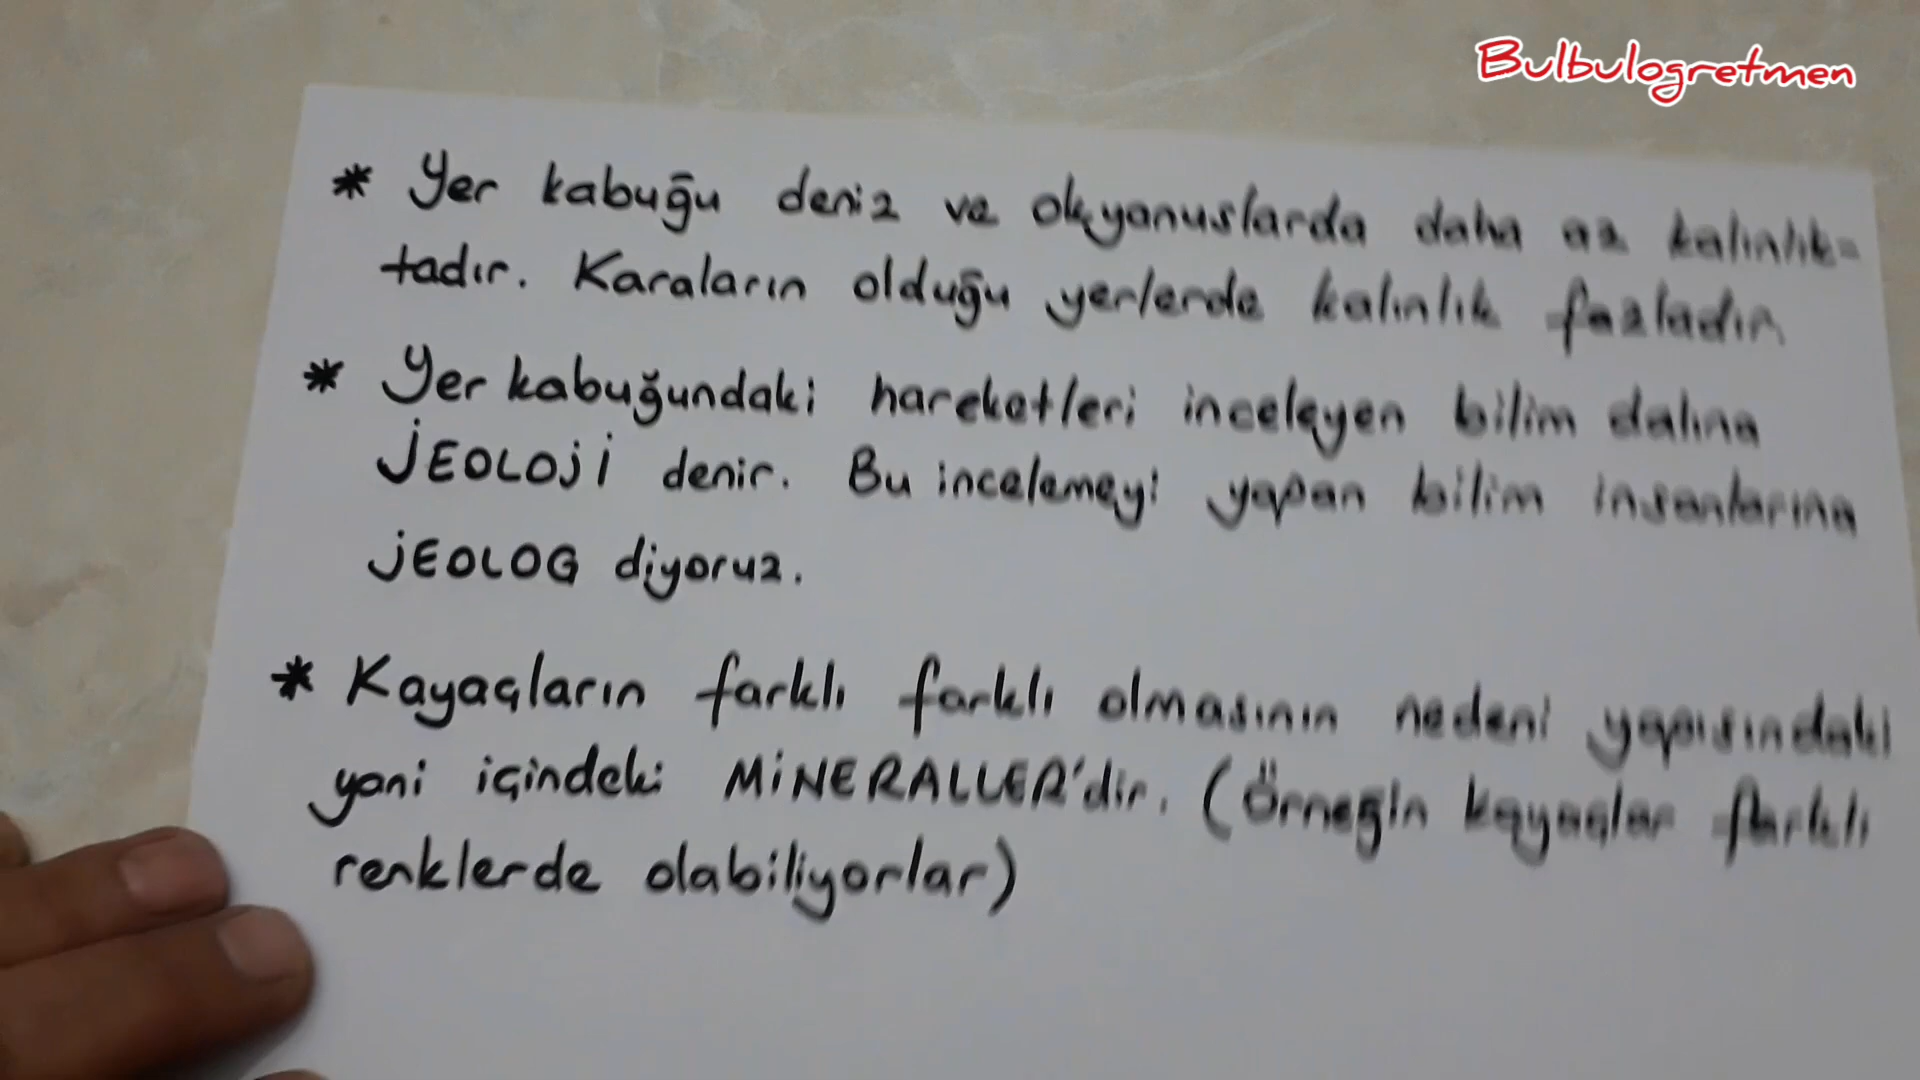 Bulbulogretmen
* Yer kabuğu deniz ve okyanuslarda daha az kalınlık-
tadır. Karaların olduğu yerlerde kalınlık fazladır.
* Yer kabuğundaki hareketleri inceleyen bilim dalına
JEOLOJİ denir. Bu incelemeyi yapan bilim insanlarına
JEOLOG diyoruz.
* Kayaçların farklı farklı olmasının nedeni yapısındaki
yani içindeki MİNERALLER'dir. (Örneğin kayaçlar farklı
renklerde olabiliyorlar)